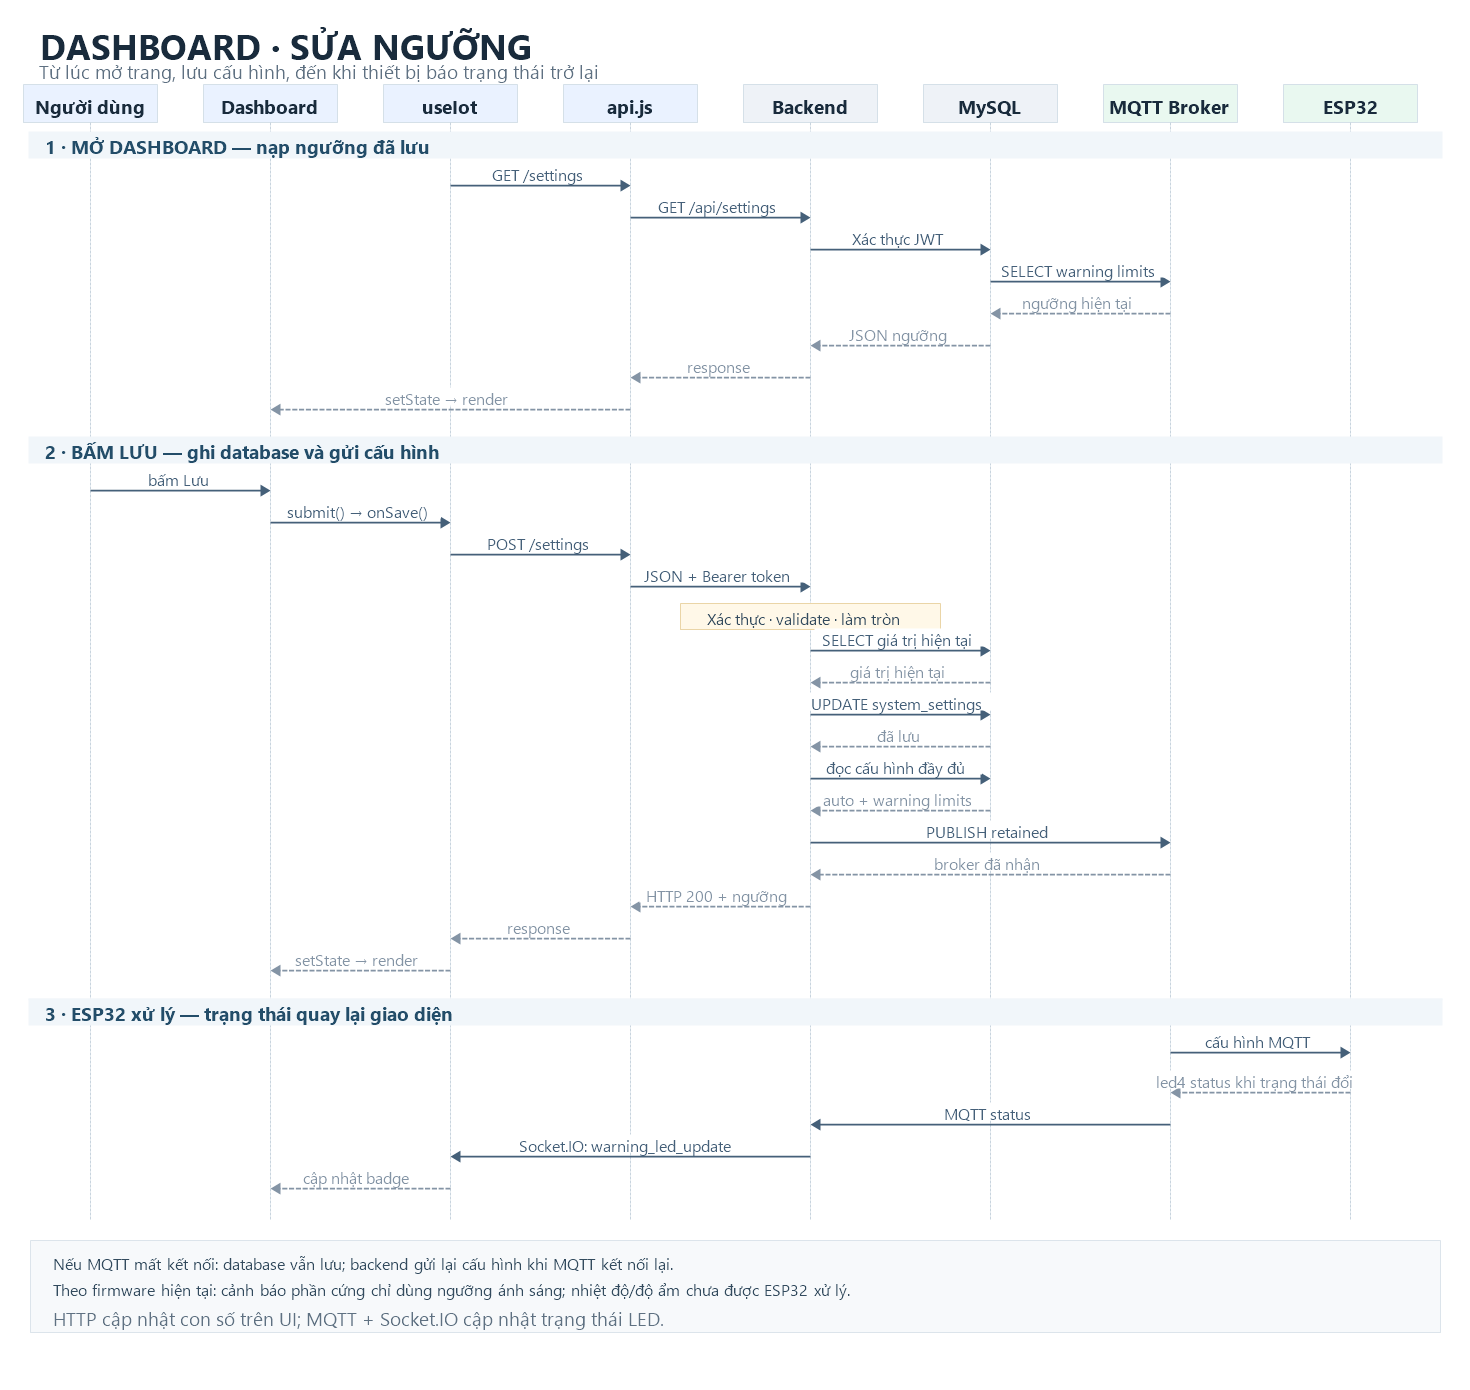 DASHBOARD · SỬA NGƯỠNG
Từ lúc mở trang, lưu cấu hình, đến khi thiết bị báo trạng thái trở lại
Người dùng
Dashboard
useIot
api.js
Backend
MySQL
MQTT Broker
ESP32
1 · MỞ DASHBOARD — nạp ngưỡng đã lưu
GET /settings
GET /api/settings
Xác thực JWT
SELECT warning limits
ngưỡng hiện tại
JSON ngưỡng
response
setState → render
2 · BẤM LƯU — ghi database và gửi cấu hình
bấm Lưu
submit() → onSave()
POST /settings
JSON + Bearer token
Xác thực · validate · làm tròn
SELECT giá trị hiện tại
giá trị hiện tại
UPDATE system_settings
đã lưu
đọc cấu hình đầy đủ
auto + warning limits
PUBLISH retained
broker đã nhận
HTTP 200 + ngưỡng
response
setState → render
3 · ESP32 xử lý — trạng thái quay lại giao diện
cấu hình MQTT
led4 status khi trạng thái đổi
MQTT status
Socket.IO: warning_led_update
cập nhật badge
Nếu MQTT mất kết nối: database vẫn lưu; backend gửi lại cấu hình khi MQTT kết nối lại.
Theo firmware hiện tại: cảnh báo phần cứng chỉ dùng ngưỡng ánh sáng; nhiệt độ/độ ẩm chưa được ESP32 xử lý.
HTTP cập nhật con số trên UI; MQTT + Socket.IO cập nhật trạng thái LED.